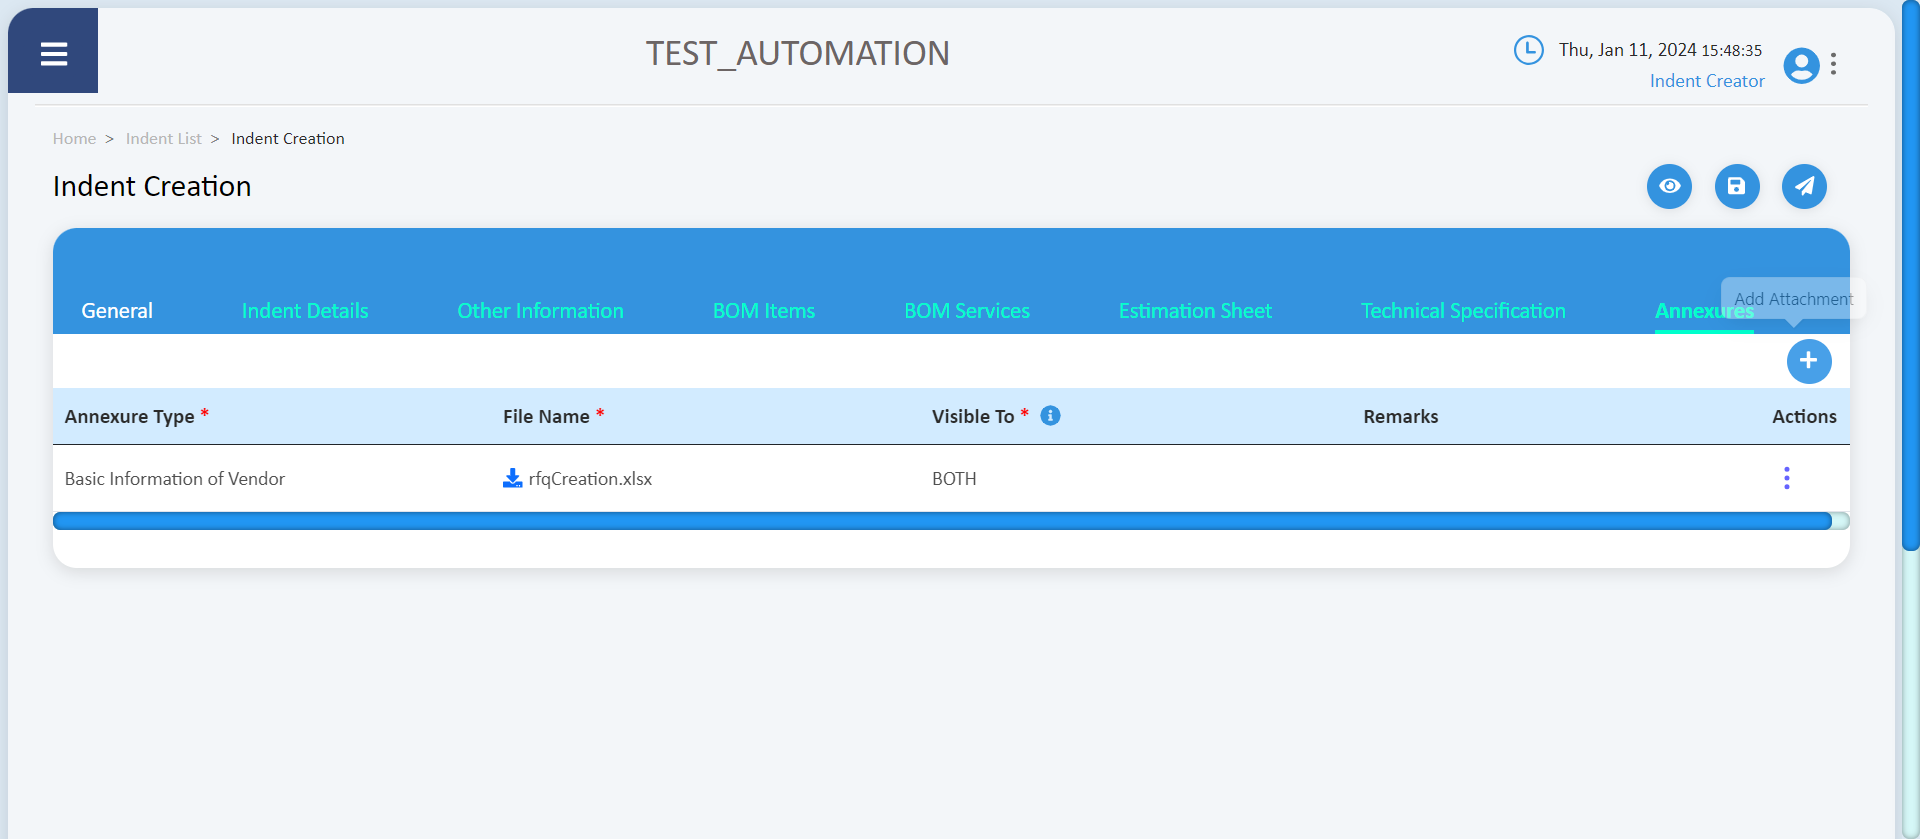 TEST_AUTOMATION
Thu, Jan 11, 2024 15:48:35
Indent Creator
Home > Indent List > Indent Creation
Indent Creation
Add Attachment
General Indent Details Other Information BOM Items BOM Services Estimation Sheet Technical Specification Annexures
Annexure Type * File Name * Visible To * Remarks Actions
Basic Information of Vendor rfqCreation.xlsx BOTH